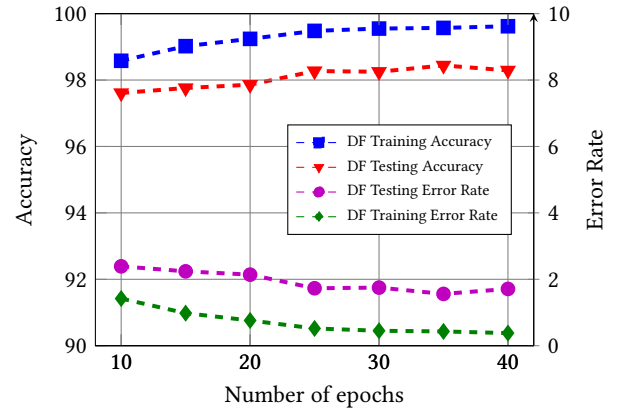 100
98
96
94
92
90
Accuracy
10
8
6
4
2
0
Error Rate
DF Training Accuracy
DF Testing Accuracy
DF Testing Error Rate
DF Training Error Rate
10 20 30 40
Number of epochs